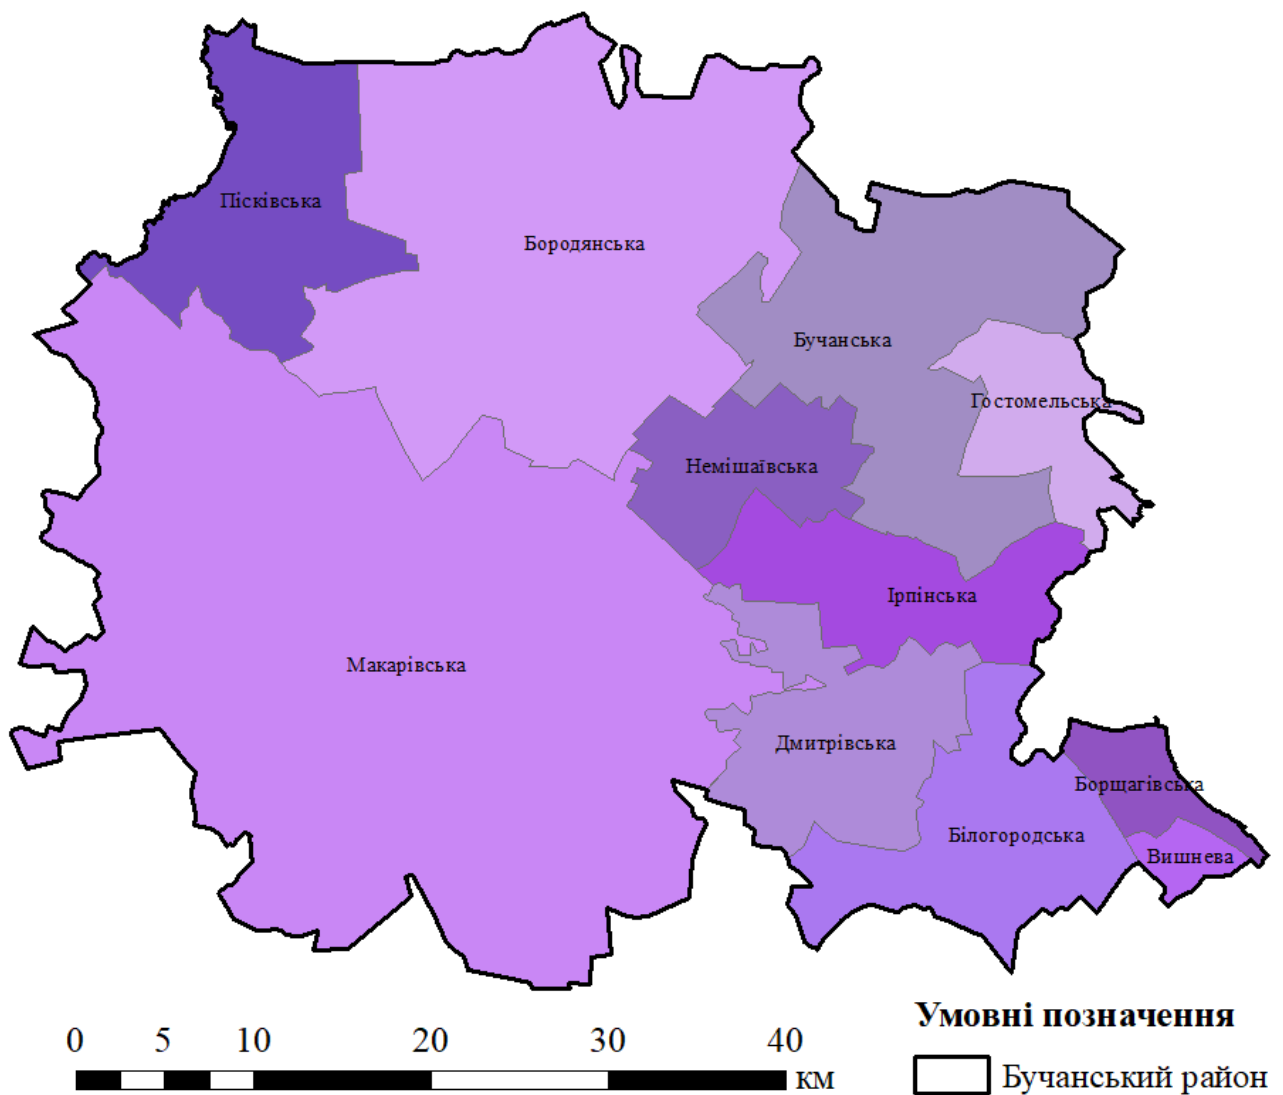 Пісківська
Бородянська
Бучанська
Гостомельська
Немішаївська
Ірпінська
Макарівська
Дмитрівська
Борщагівська
Білогородська
Вишнева
0 5 10 20 30 40
км
Умовні позначення
Бучанський район